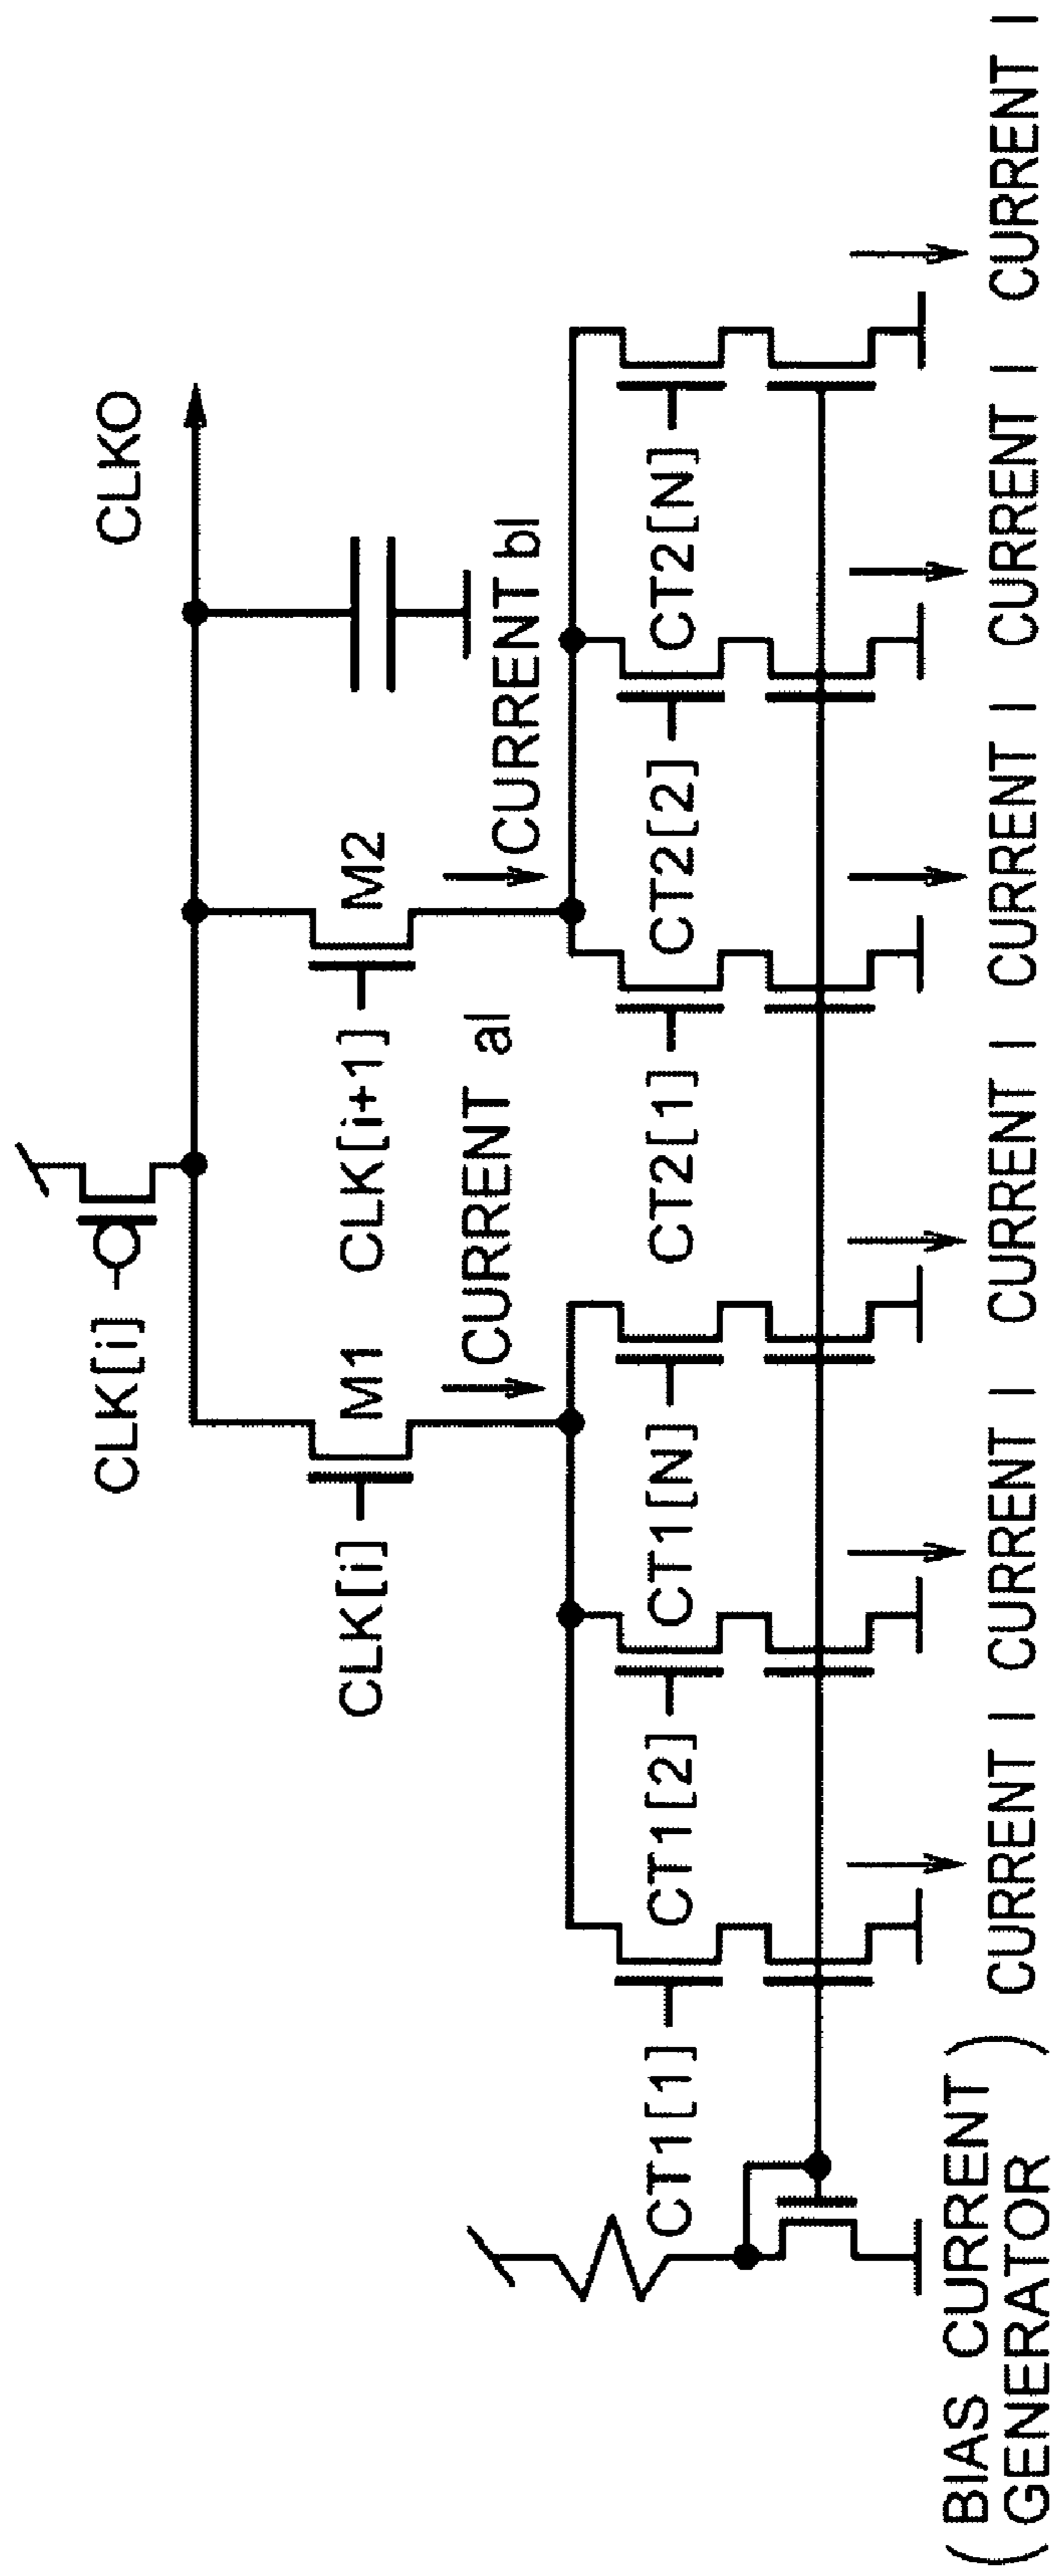 CLK[i]
CLKO
CLK[i]
M1
CLK[i+1]
M2
CURRENT aI
CURRENT bI
CT1[1]
CT1[2]
CT1[N]
CT2[1]
CT2[2]
CT2[N]
(BIAS CURRENT
GENERATOR)
CURRENT I
CURRENT I
CURRENT I
CURRENT I
CURRENT I
CURRENT I